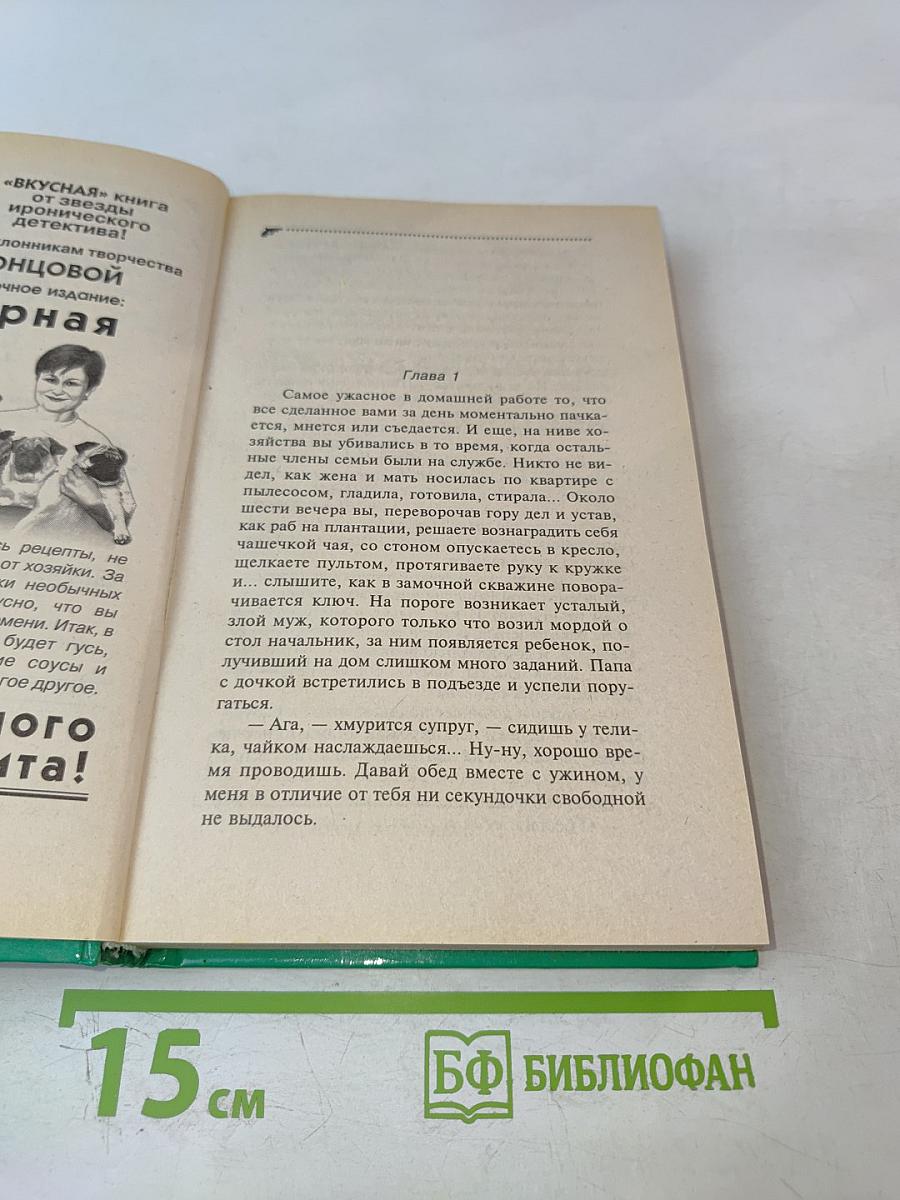 «ВКУСНАЯ» книга
от звезды
иронического
детектива!
лонникам творчества
ОНЦОВОЙ
чное издание:
рная
рецепты, не
от хозяйки. За
необычных
что вы
Итак, в
будет гусь,
соусы и
гое другое.
ного
ита!
Глава 1
Самое ужасное в домашней работе то, что
все сделанное вами за день моментально пачка-
ется, мнется или съедается. И еще, на ниве хо-
зяйства вы убивались в то время, когда осталь-
ные члены семьи были на службе. Никто не ви-
дел, как жена и мать носилась по квартире с
пылесосом, гладила, готовила, стирала... Около
шести вечера вы, переворочав гору дел и устав,
как раб на плантации, решаете вознаградить себя
чашечкой чая, со стоном опускаетесь в кресло,
щелкаете пультом, протягиваете руку к кружке
и... слышите, как в замочной скважине повора-
чивается ключ. На пороге возникает усталый,
злой муж, которого только что возил мордой о
стол начальник, за ним появляется ребенок, по-
лучивший на дом слишком много заданий. Папа
с дочкой встретились в подъезде и успели пору-
гаться.
— Ага, — хмурится супруг, — сидишь у тели-
ка, чайком наслаждаешься... Ну-ну, хорошо вре-
мя проводишь. Давай обед вместе с ужином, у
меня в отличие от тебя ни секундочки свободной
не выдалось.
15 см
БФ БИБЛИОФАН